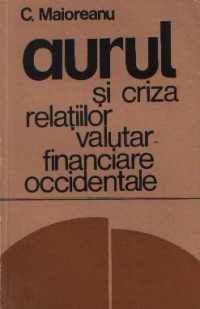 C. Maioreanu
aurul
și criza
relațiilor
valutar-
financiare
occidentale